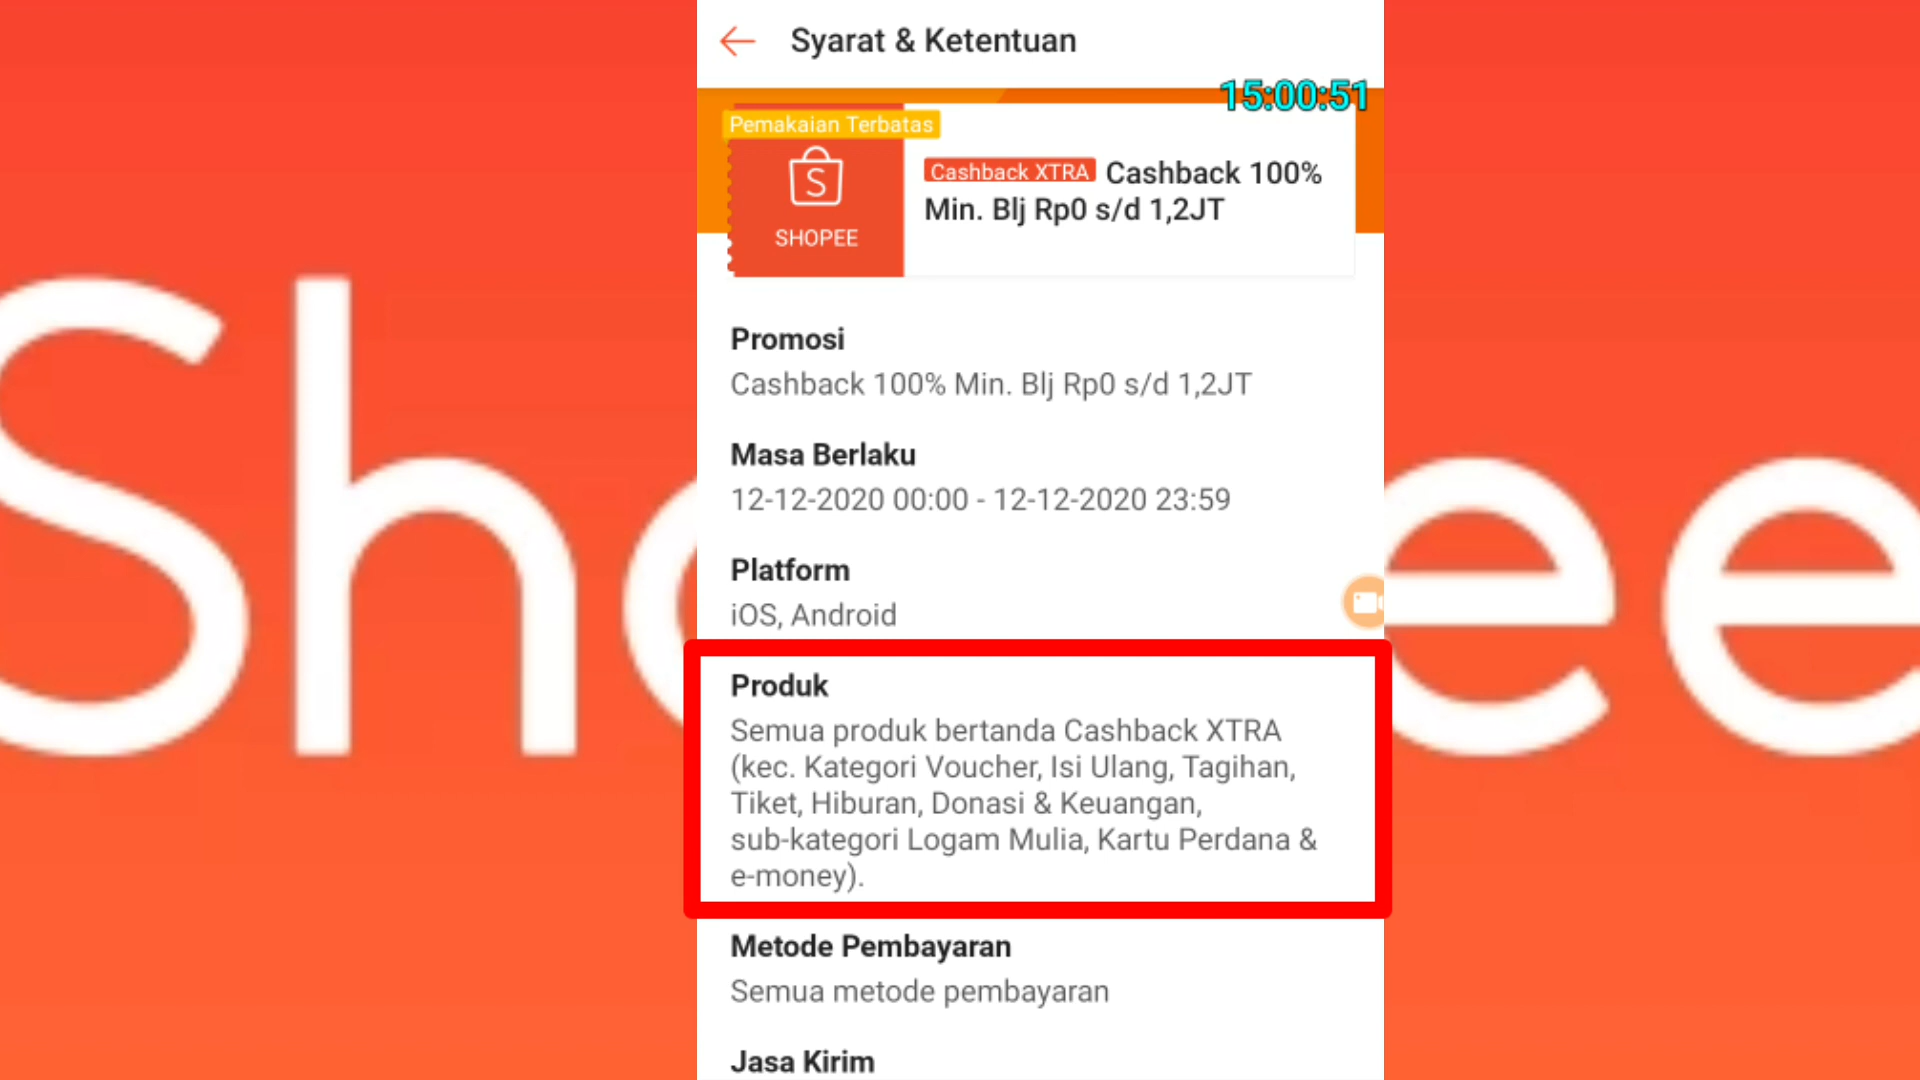 Syarat & Ketentuan
15:00:51
Pemakaian Terbatas
S
SHOPEE
Cashback XTRA Cashback 100%
Min. Blj Rp0 s/d 1,2JT
Promosi
Cashback 100% Min. Blj Rp0 s/d 1,2JT
Masa Berlaku
12-12-2020 00:00 - 12-12-2020 23:59
Platform
iOS, Android
Produk
Semua produk bertanda Cashback XTRA
(kec. Kategori Voucher, Isi Ulang, Tagihan,
Tiket, Hiburan, Donasi & Keuangan,
sub-kategori Logam Mulia, Kartu Perdana &
e-money).
Metode Pembayaran
Semua metode pembayaran
Jasa Kirim
Sho ee